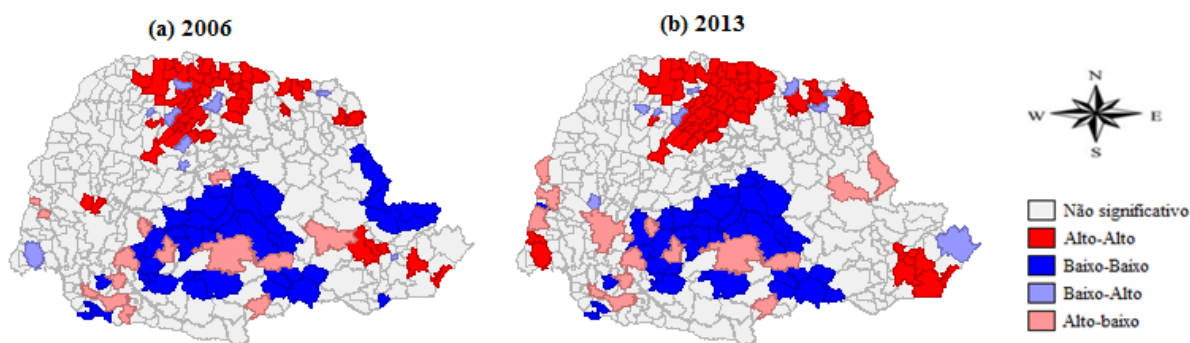 (a) 2006
(b) 2013
N
W
E
S
Não significativo
Alto-Alto
Baixo-Baixo
Baixo-Alto
Alto-baixo